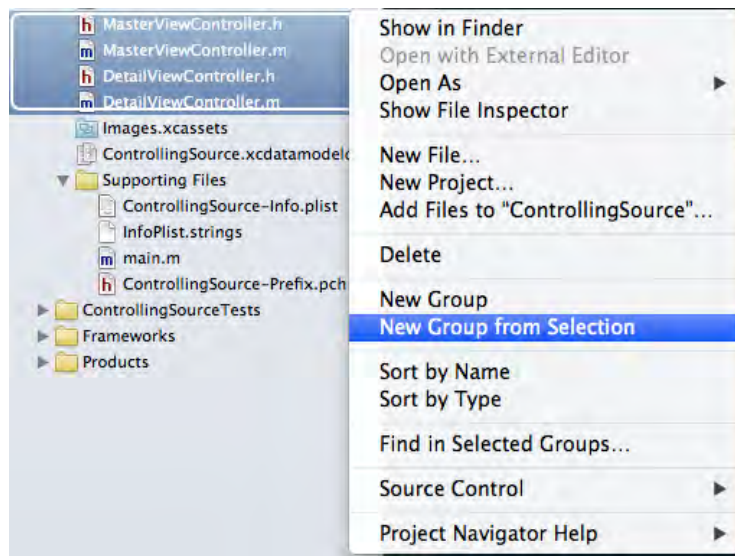 MasterViewController.h
MasterViewController.m
DetailViewController.h
DetailViewController.m
Images.xcassets
ControllingSource.xcdatamodel
Supporting Files
ControllingSource-Info.plist
InfoPlist.strings
main.m
ControllingSource-Prefix.pch
ControllingSourceTests
Frameworks
Products
Show in Finder
Open with External Editor
Open As
Show File Inspector
New File...
New Project...
Add Files to "ControllingSource"...
Delete
New Group
New Group from Selection
Sort by Name
Sort by Type
Find in Selected Groups...
Source Control
Project Navigator Help